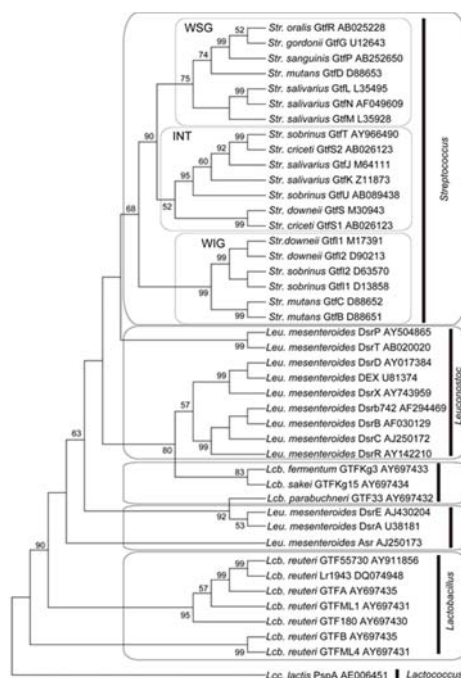 WSG
52
Str. oralis GtfR AB025228
99
Str. gordonii GtfG U12643
74
Str. sanguinis GtfP AB252650
75
Str. mutans GtfD D88653
Str. salivarius GtfL L35495
99
Str. salivarius GtfN AF049609
Str. salivarius GtfM L35928
90
INT
99
Str. sobrinus GtfT AY966490
92
Str. criceti GtfS2 AB026123
60
Str. salivarius GtfJ M64111
95
Str. salivarius GtfK Z11873
Str. sobrinus GtfU AB089438
52
Str. downeii GtfS M30943
99
Str. criceti GtfS1 AB026123
68
WIG
Str.downeii GtfI1 M17391
99
Str. downeii GtfI2 D90213
Str. sobrinus GtfI2 D63570
Str. sobrinus GtfI1 D13858
99
Str. mutans GtfC D88652
99
Str. mutans GtfB D88651
Streptococcus
Leu. mesenteroides DsrP AY504865
99
Leu. mesenteroides DsrT AB020020
Leu. mesenteroides DsrD AY017384
99
Leu. mesenteroides DEX U81374
Leu. mesenteroides DsrX AY743959
57
Leu. mesenteroides Dsrb742 AF294469
Leu. mesenteroides DsrB AF030129
99
Leu. mesenteroides DsrC AJ250172
80
Leu. mesenteroides DsrR AY142210
Leuconostoc
63
83
Lcb. fermentum GTFKg3 AY697433
Lcb. sakei GTFKg15 AY697434
Lcb. parabuchneri GTF33 AY697432
92
Leu. mesenteroides DsrE AJ430204
53
Leu. mesenteroides DsrA U38181
Leu. mesenteroides Asr AJ250173
90
Lcb. reuteri GTF55730 AY911856
99
Lcb. reuteri Lr1943 DQ074948
99
Lcb. reuteri GTFA AY697435
57
Lcb. reuteri GTFML1 AY697431
95
Lcb. reuteri GTF180 AY697430
Lcb. reuteri GTFB AY697435
99
Lcb. reuteri GTFML4 AY697431
Lactobacillus
Lcc. lactis PspA AE006451
Lactococcus